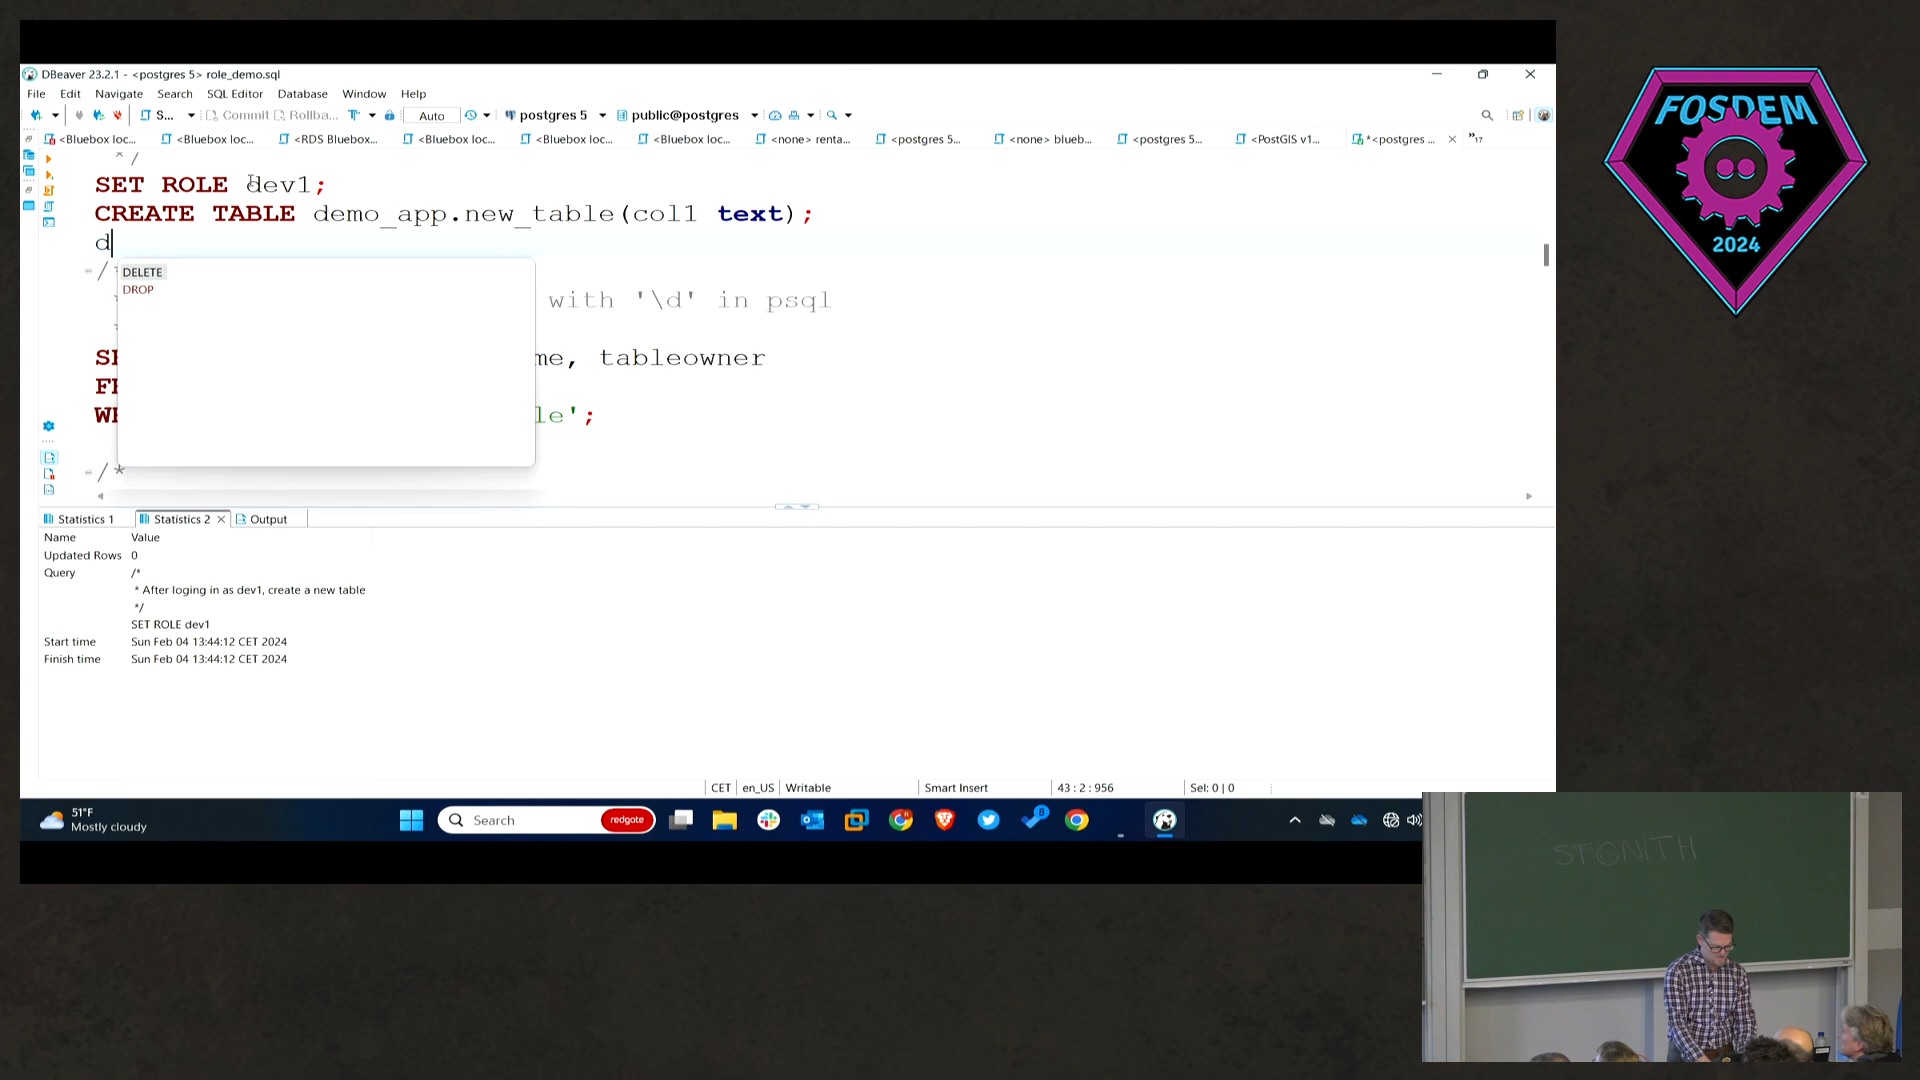 DBeaver 23.2.1 - <postgres 5> role_demo.sql
File Edit Navigate Search SQL Editor Database Window Help
S... Commit Rollba... Auto postgres 5 public@postgres
<Bluebox loc... <Bluebox loc... <RDS Bluebox... <Bluebox loc... <Bluebox loc... <Bluebox loc... <none> renta... <postgres 5... <none> blueb... <postgres 5... <PostGIS v1... *<postgres ... »17
*/
SET ROLE dev1;
CREATE TABLE demo_app.new_table(col1 text);
d
DELETE
DROP
with '\d' in psql
me, tableowner
le';
/*
Statistics 1 Statistics 2 Output
Name Value
Updated Rows 0
Query /*
* After loging in as dev1, create a new table
*/
SET ROLE dev1
Start time Sun Feb 04 13:44:12 CET 2024
Finish time Sun Feb 04 13:44:12 CET 2024
CET en_US Writable Smart Insert 43 : 2 : 956 Sel: 0 | 0
51°F
Mostly cloudy
Search redgate
8
FOSDEM
2024
STONITH